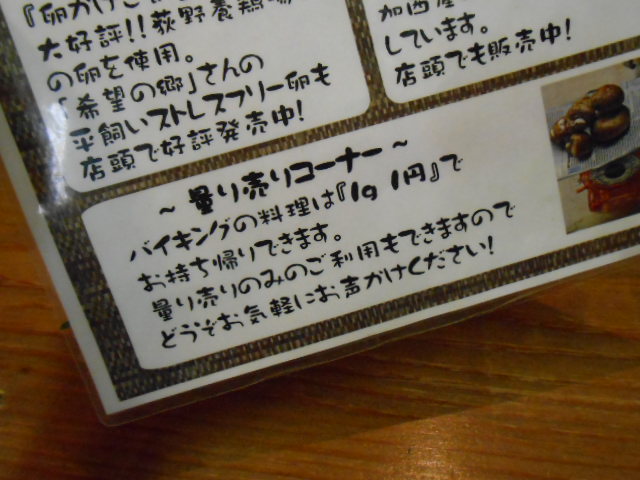 『卵かけ
大好評!!荻野養鶏場
の卵を使用。
「希望の郷」さんの
平飼いストレスフリー卵も
店頭で好評発売中!
加西産
しています。
店頭でも販売中!
~量り売りコーナー~
バイキングの料理は『1g 1円』で
お持ち帰りできます。
量り売りのみのご利用もできますので
どうぞお気軽にお声がけください!